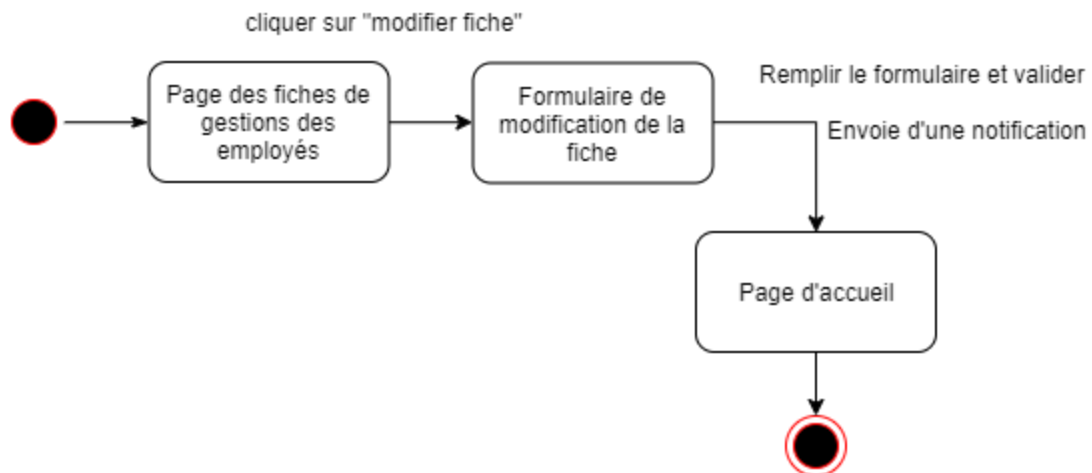 cliquer sur "modifier fiche"
Page des fiches de
gestions des
employés
Formulaire de
modification de la
fiche
Remplir le formulaire et valider
Envoie d'une notification
Page d'accueil